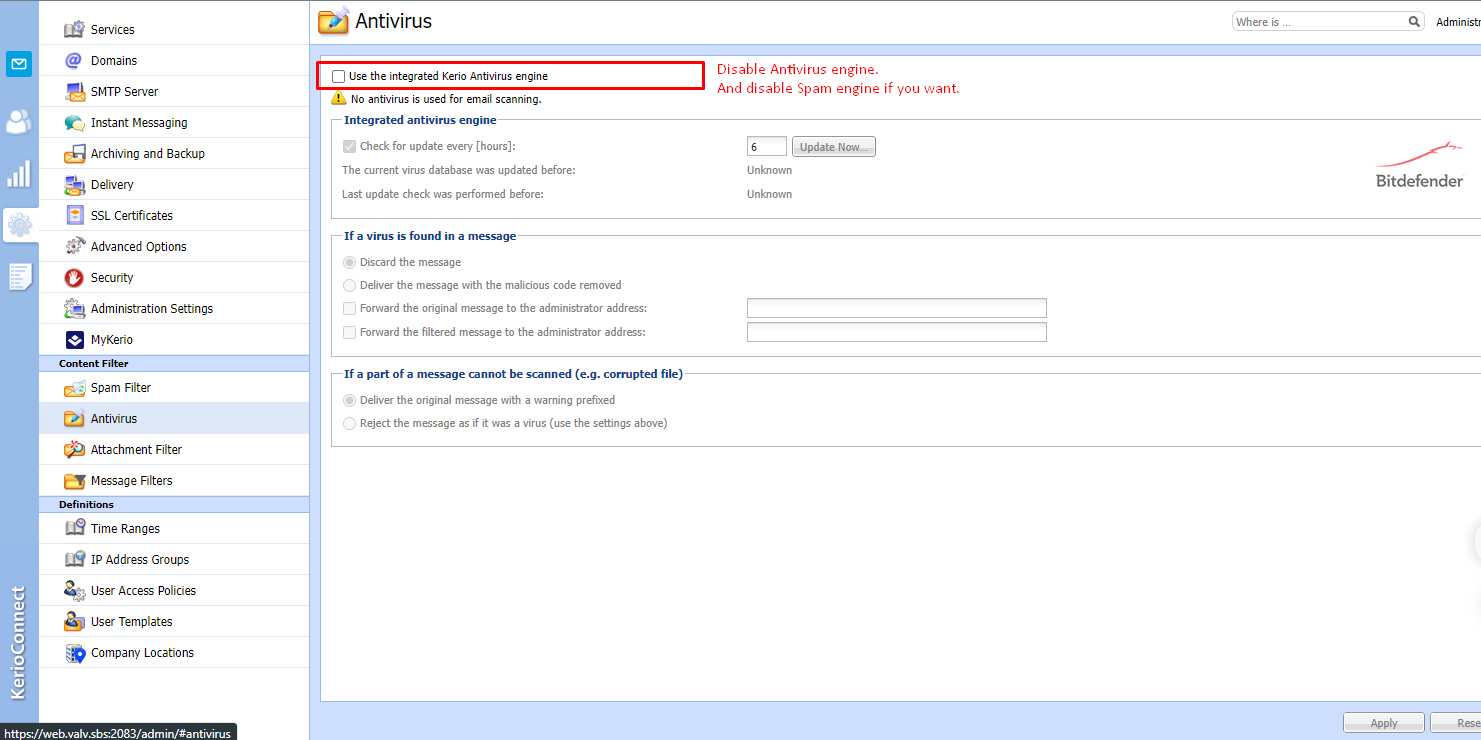 Antivirus
Where is ...
Administr
Services
Domains
SMTP Server
Instant Messaging
Archiving and Backup
Delivery
SSL Certificates
Advanced Options
Security
Administration Settings
MyKerio
Content Filter
Spam Filter
Antivirus
Attachment Filter
Message Filters
Definitions
Time Ranges
IP Address Groups
User Access Policies
User Templates
Company Locations
KerioConnect
https://web.valv.sbs:2083/admin/#antivirus
Use the integrated Kerio Antivirus engine
Disable Antivirus engine.
And disable Spam engine if you want.
No antivirus is used for email scanning.
Integrated antivirus engine
Check for update every [hours]: 6 Update Now...
The current virus database was updated before: Unknown
Last update check was performed before: Unknown
Bitdefender
If a virus is found in a message
Discard the message
Deliver the message with the malicious code removed
Forward the original message to the administrator address:
Forward the filtered message to the administrator address:
If a part of a message cannot be scanned (e.g. corrupted file)
Deliver the original message with a warning prefixed
Reject the message as if it was a virus (use the settings above)
Apply
Rese